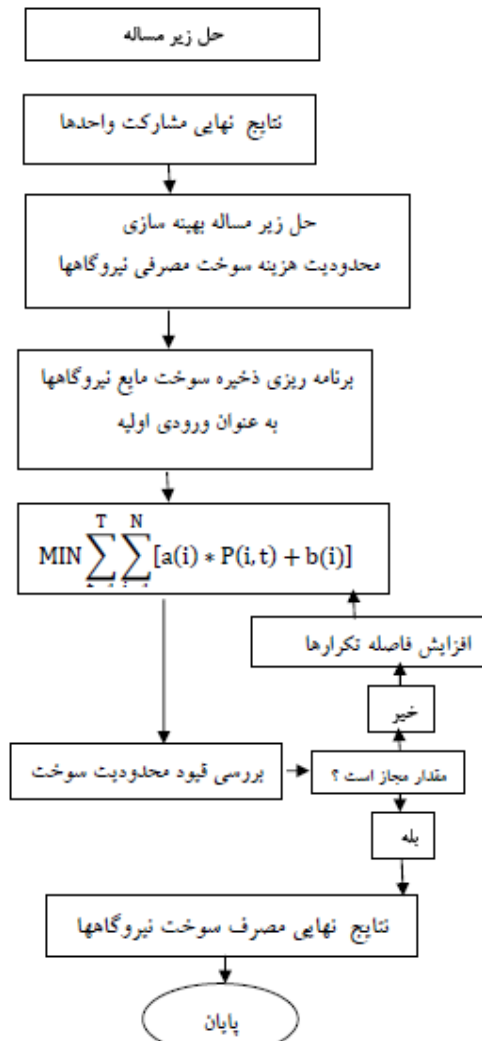 حل زیر مساله
نتایج نهایی مشارکت واحدها
حل زیر مساله بهینه سازی
محدودیت هزینه سوخت مصرفی نیروگاهها
برنامه ریزی ذخیره سوخت مایع نیروگاهها
به عنوان ورودی اولیه
T N
MIN∑∑[a(i) * P(i, t) + b(i)]
افزایش فاصله تکرارها
خیر
بررسی قیود محدودیت سوخت
مقدار مجاز است ؟
بله
نتایج نهایی مصرف سوخت نیروگاهها
پایان